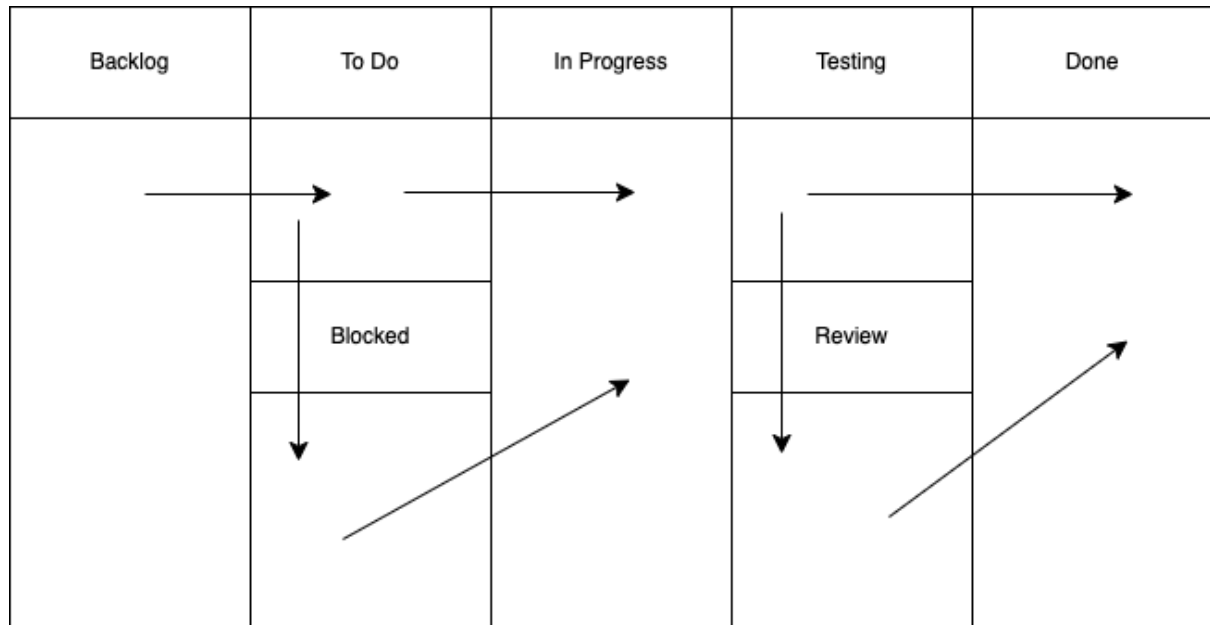 Backlog
To Do
In Progress
Testing
Done
Blocked
Review